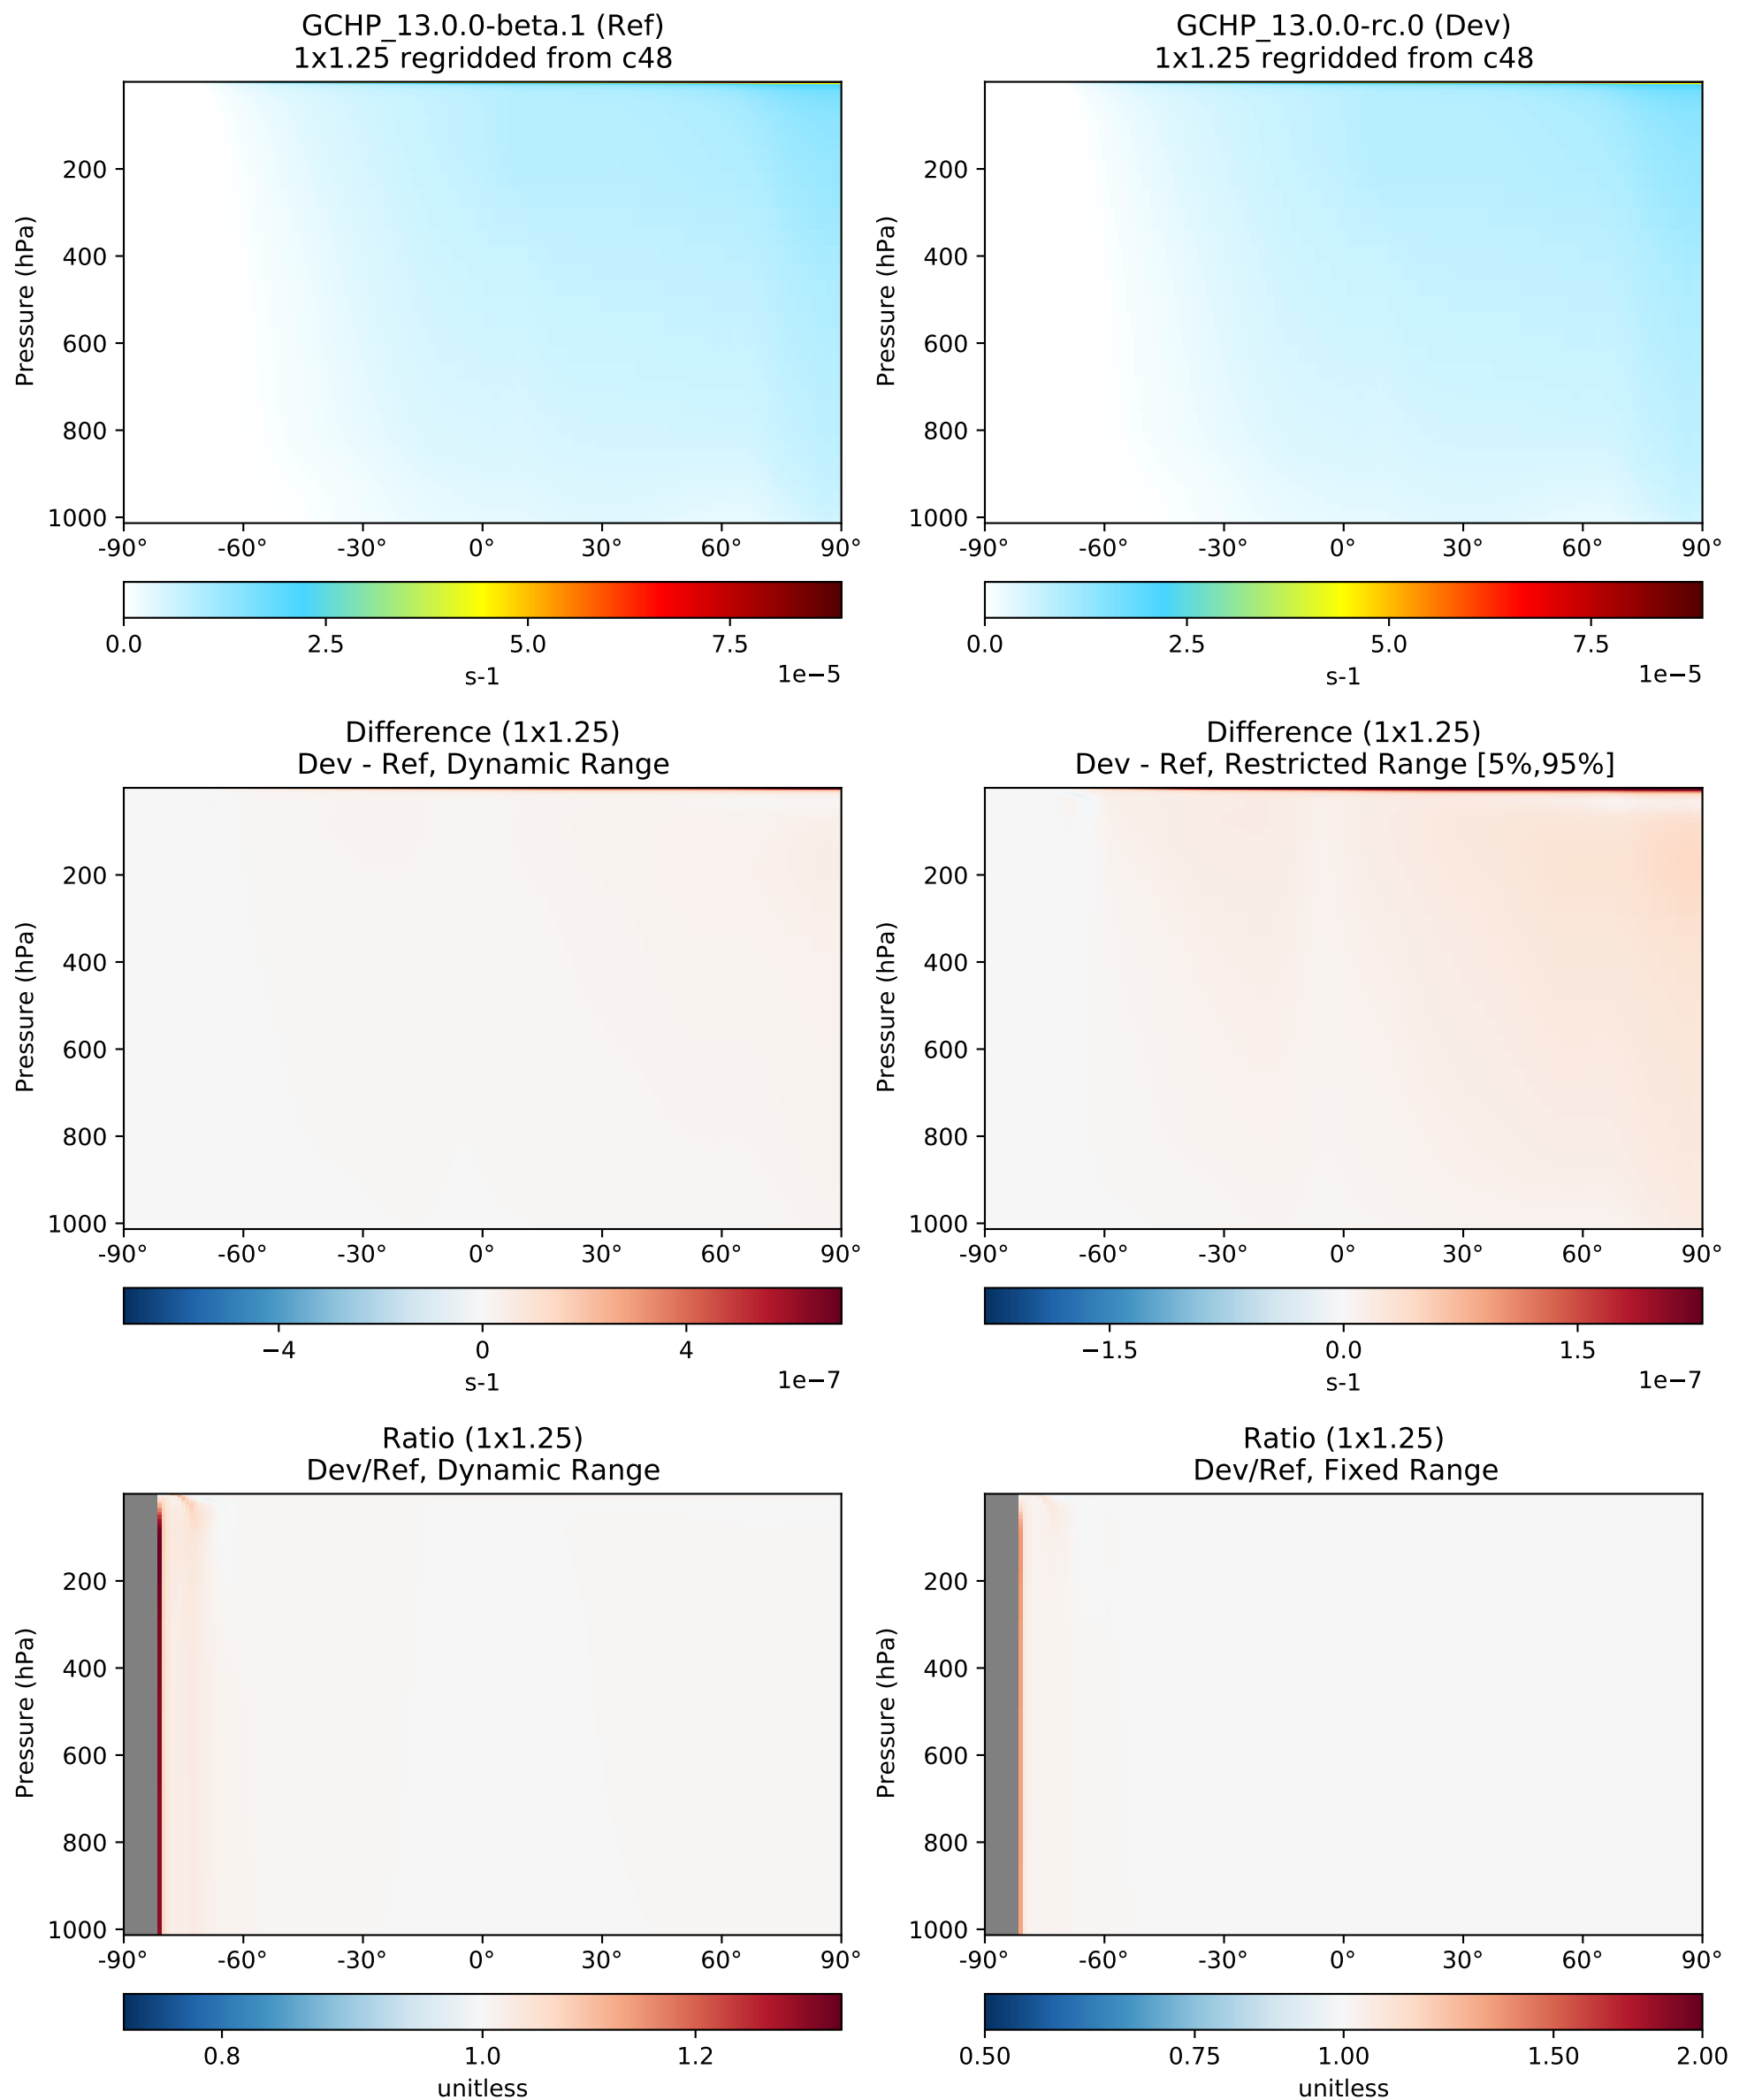 GCHP_13.0.0-beta.1 (Ref)
1x1.25 regridded from c48
Pressure (hPa)
200
400
600
800
1000
-90° -60° -30° 0° 30° 60° 90°
0.0 2.5 5.0 7.5
s-1
1e−5
GCHP_13.0.0-rc.0 (Dev)
1x1.25 regridded from c48
Pressure (hPa)
200
400
600
800
1000
-90° -60° -30° 0° 30° 60° 90°
0.0 2.5 5.0 7.5
s-1
1e−5
Difference (1x1.25)
Dev - Ref, Dynamic Range
Pressure (hPa)
200
400
600
800
1000
-90° -60° -30° 0° 30° 60° 90°
−4 0 4
s-1
1e−7
Difference (1x1.25)
Dev - Ref, Restricted Range [5%,95%]
Pressure (hPa)
200
400
600
800
1000
-90° -60° -30° 0° 30° 60° 90°
−1.5 0.0 1.5
s-1
1e−7
Ratio (1x1.25)
Dev/Ref, Dynamic Range
Pressure (hPa)
200
400
600
800
1000
-90° -60° -30° 0° 30° 60° 90°
0.8 1.0 1.2
unitless
Ratio (1x1.25)
Dev/Ref, Fixed Range
Pressure (hPa)
200
400
600
800
1000
-90° -60° -30° 0° 30° 60° 90°
0.50 0.75 1.00 1.50 2.00
unitless